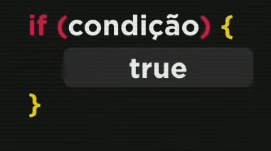 if (condição) {
true
}